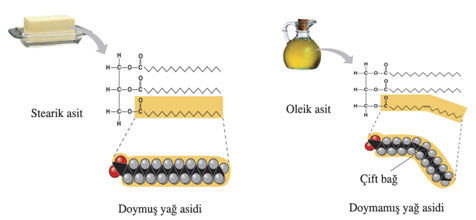 H
H–C–O–C
O
H–C–O–C
O
H–C–O–C
O
H
Stearik asit
Doymuş yağ asidi
H
H–C–O–C
O
H–C–O–C
O
H–C–O–C
O
H
Oleik asit
Çift bağ
Doymamış yağ asidi